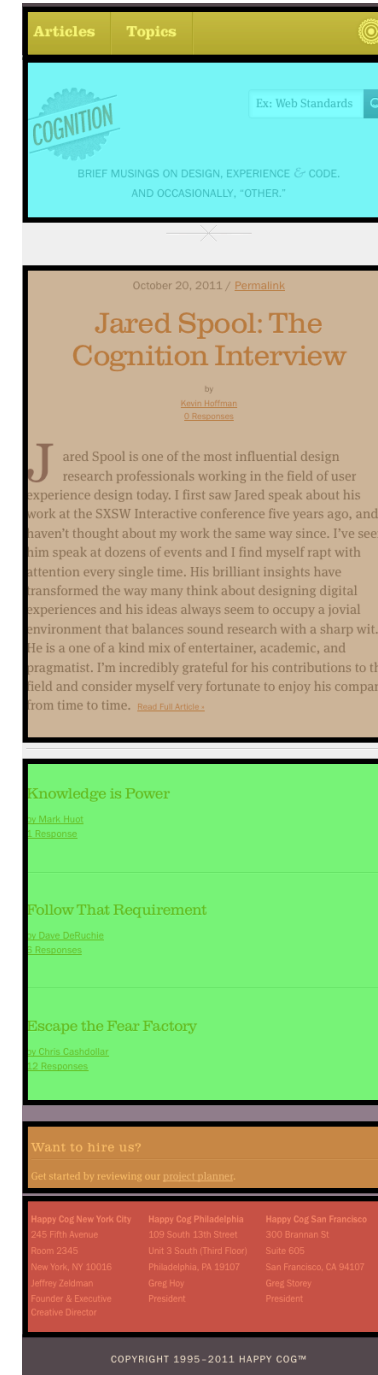 Articles Topics
COGNITION
Ex: Web Standards
BRIEF MUSINGS ON DESIGN, EXPERIENCE & CODE.
AND OCCASIONALLY, “OTHER.”
October 20, 2011 / Permalink
Jared Spool: The
Cognition Interview
by
Kevin Hoffman
0 Responses
Jared Spool is one of the most influential design
research professionals working in the field of user
experience design today. I first saw Jared speak about his
work at the SXSW Interactive conference five years ago, and
haven't thought about my work the same way since. I've see
him speak at dozens of events and I find myself rapt with
attention every single time. His brilliant insights have
transformed the way many think about designing digital
experiences and his ideas always seem to occupy a jovial
environment that balances sound research with a sharp wit.
He is a one of a kind mix of entertainer, academic, and
pragmatist. I'm incredibly grateful for his contributions to th
field and consider myself very fortunate to enjoy his compan
from time to time. Read Full Article ›
Knowledge is Power
by Mark Huot
1 Response
Follow That Requirement
by Dave DeRuchie
6 Responses
Escape the Fear Factory
by Chris Cashdollar
12 Responses
Want to hire us?
Get started by reviewing our project planner.
Happy Cog New York City
245 Fifth Avenue
Room 2345
New York, NY 10016
Jeffrey Zeldman
Founder & Executive
Creative Director
Happy Cog Philadelphia
109 South 13th Street
Unit 3 South (Third Floor)
Philadelphia, PA 19107
Greg Hoy
President
Happy Cog San Francisco
300 Brannan St
Suite 605
San Francisco, CA 94107
Greg Storey
President
COPYRIGHT 1995–2011 HAPPY COG™